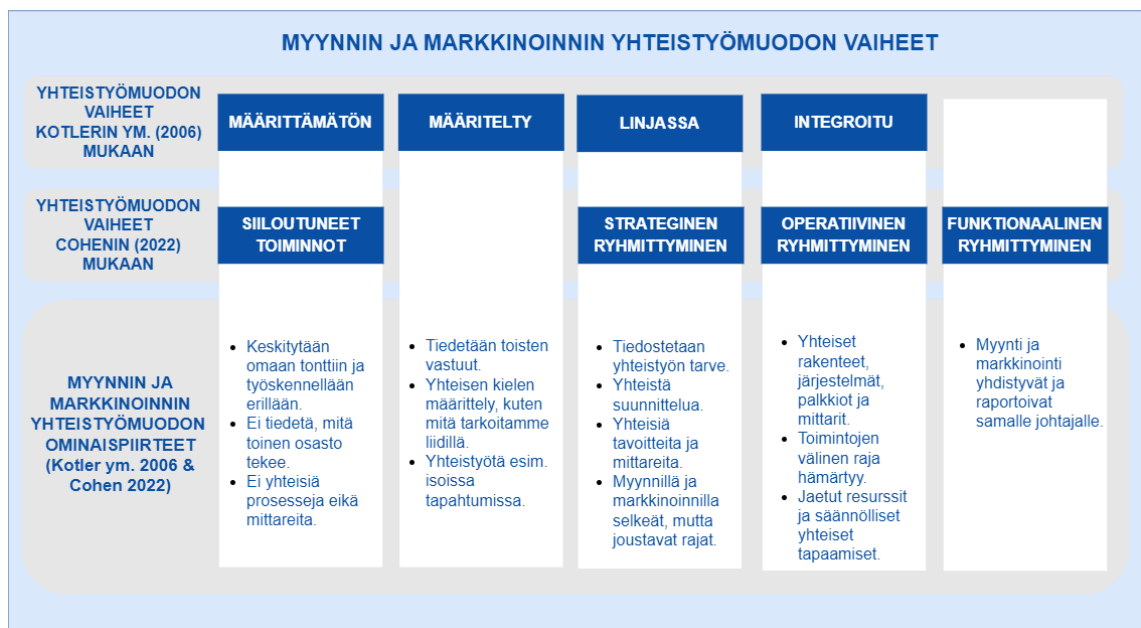 MYYNNIN JA MARKKINOINNIN YHTEISTYÖMUODON VAIHEET
YHTEISTYÖMUODON
VAIHEET
KOTLERIN YM. (2006)
MUKAAN
MÄÄRITTÄMÄTÖN
MÄÄRITELTY
LINJASSA
INTEGROITU
YHTEISTYÖMUODON
VAIHEET
COHENIN (2022)
MUKAAN
SIILOUTUNEET
TOIMINNOT
STRATEGINEN
RYHMITTYMINEN
OPERATIIVINEN
RYHMITTYMINEN
FUNKTIONAALINEN
RYHMITTYMINEN
MYYNNIN JA
MARKKINOINNIN
YHTEISTYÖMUODON
OMINAISPIIRTEET
(Kotler ym. 2006 &
Cohen 2022)
• Keskitytään
omaan tonttiin ja
työskennellään
erillään.
• Ei tiedetä, mitä
toinen osasto
tekee.
• Ei yhteisiä
prosesseja eikä
mittareita.
• Tiedetään toisten
vastuut.
• Yhteisen kielen
määrittely, kuten
mitä tarkoitamme
liidillä.
• Yhteistyötä esim.
isoissa
tapahtumissa.
• Tiedostetaan
yhteistyön tarve.
• Yhteistä
suunnittelua.
• Yhteisiä
tavoitteita ja
mittareita.
• Myynnillä ja
markkinoinnilla
selkeät, mutta
joustavat rajat.
• Yhteiset
rakenteet,
järjestelmät,
palkkiot ja
mittarit.
• Toimintojen
välinen raja
hämärtyy.
• Jaetut resurssit
ja säännölliset
yhteiset
tapaamiset.
• Myynti ja
markkinointi
yhdistyvät ja
raportoivat
samalle johtajalle.